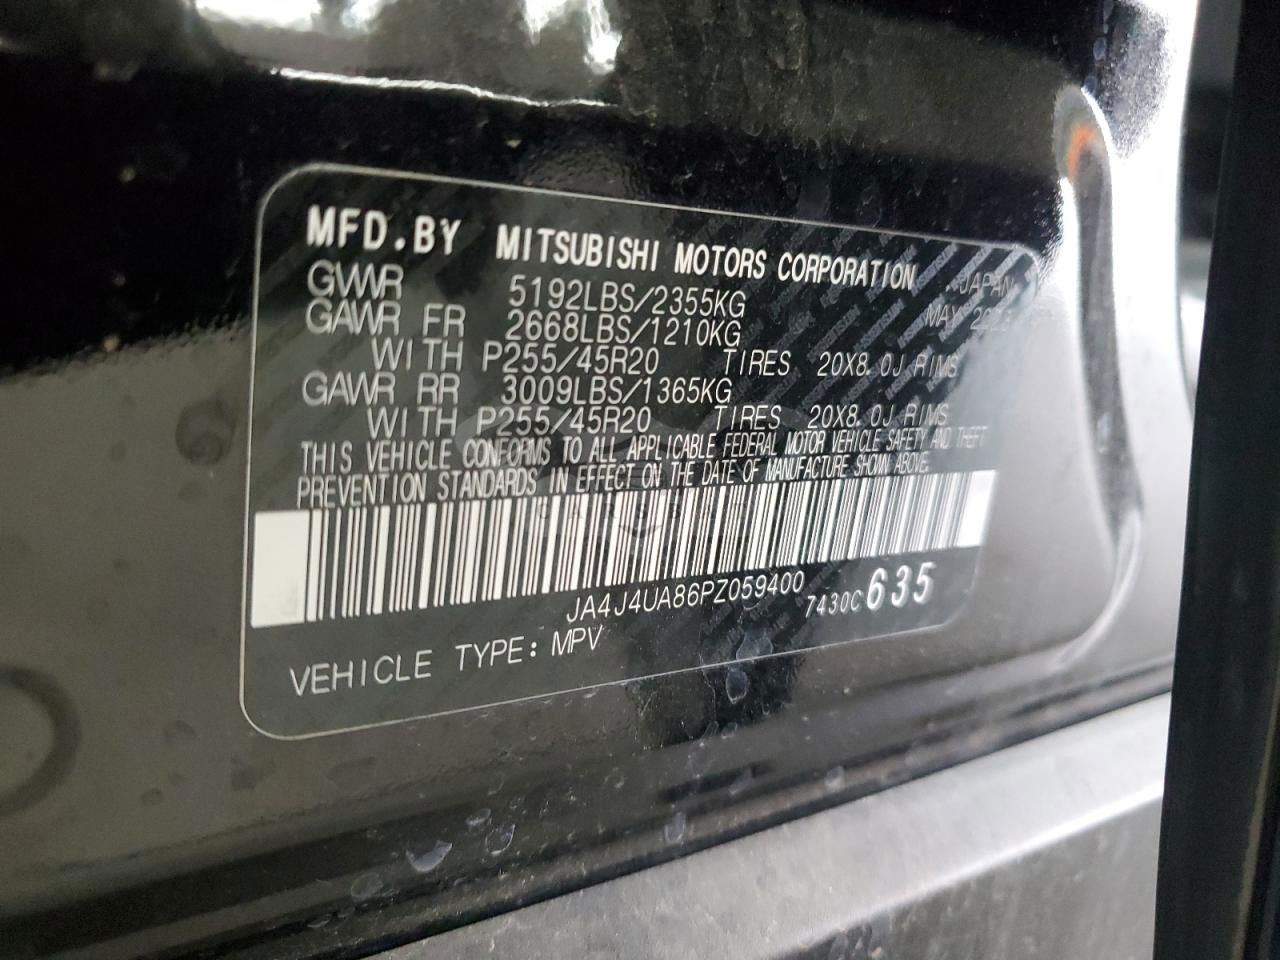 MFD.BY MITSUBISHI MOTORS CORPORATION JAPAN
GVWR 5192LBS/2355KG MAY 2023
GAWR FR 2668LBS/1210KG
WITH P255/45R20 TIRES 20X8.0J RIMS
GAWR RR 3009LBS/1365KG
WITH P255/45R20 TIRES 20X8.0J RIMS
THIS VEHICLE CONFORMS TO ALL APPLICABLE FEDERAL MOTOR VEHICLE SAFETY AND THEFT
PREVENTION STANDARDS IN EFFECT ON THE DATE OF MANUFACTURE SHOWN ABOVE.
JA4J4UA86PZ059400
7430C 635
VEHICLE TYPE: MPV